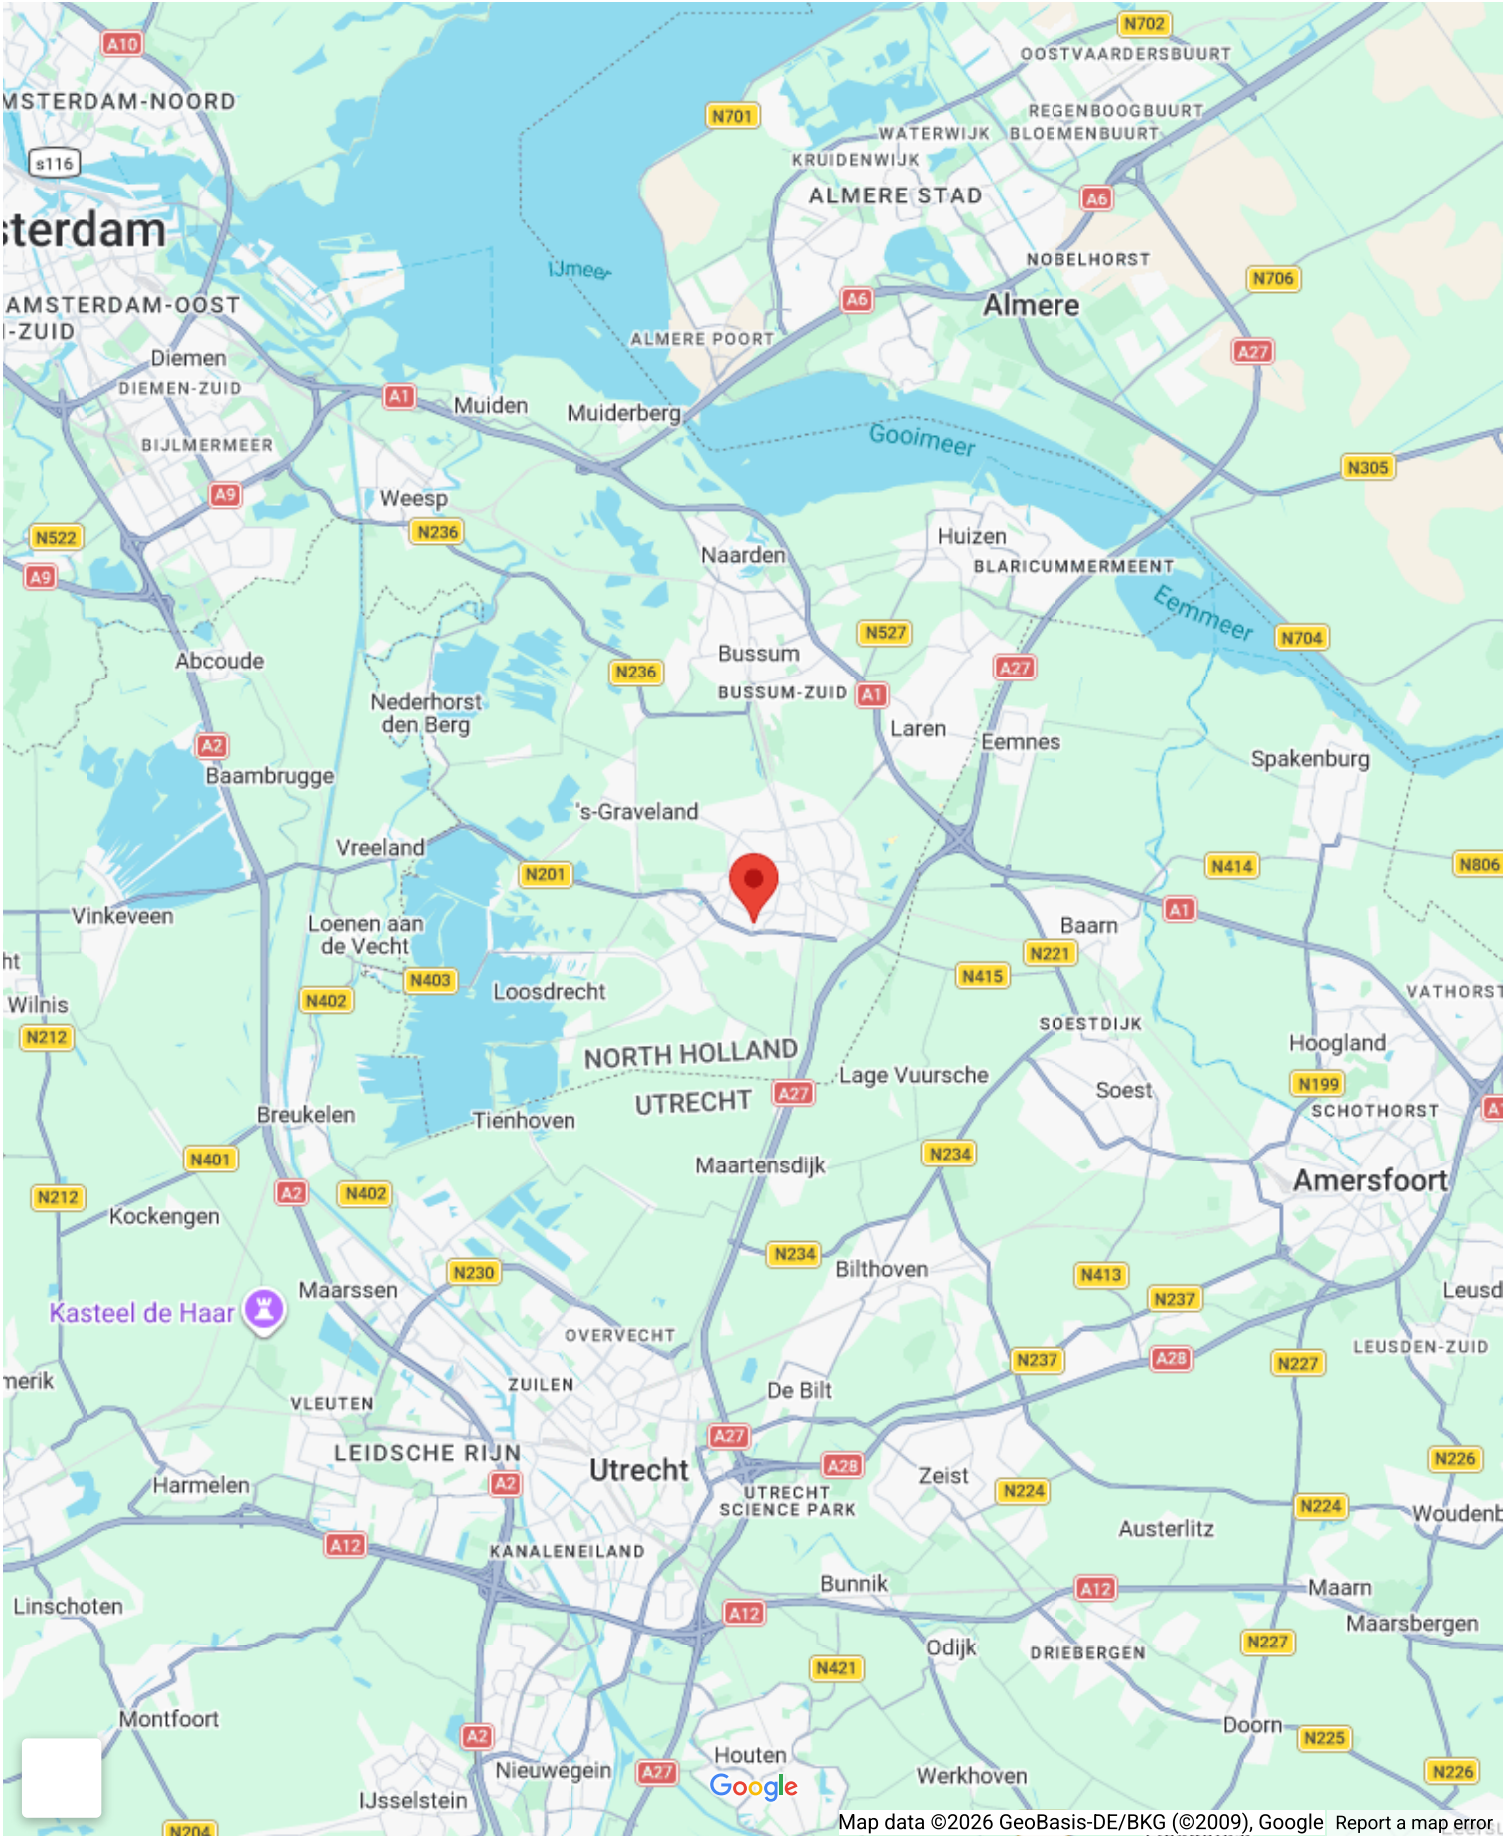 N702
A10
OOSTVAARDERSBUURT
MSTERDAM-NOORD
REGENBOOGBUURT
N701
WATERWIJK
BLOEMENBUURT
s116
KRUIDENWIJK
ALMERE STAD
A6
sterdam
NOBELHORST
IJmeer
N706
AMSTERDAM-OOST
A6
Almere
-ZUID
ALMERE POORT
Diemen
A27
DIEMEN-ZUID
A1
Muiden
Muiderberg
BIJLMERMEER
Gooimeer
N305
A9
Weesp
N522
N236
Huizen
Naarden
BLARICUMMERMEENT
A9
Eemmeer
N527
N704
Abcoude
Bussum
N236
A27
BUSSUM-ZUID
A1
Nederhorst
den Berg
Laren
A2
Eemnes
Spakenburg
Baambrugge
's-Graveland
Vreeland
N201
N414
N806
Vinkeveen
A1
Loenen aan
de Vecht
Baarn
N221
ht
N403
N415
Loosdrecht
N402
VATHORST
Wilnis
N212
SOESTDIJK
Hoogland
NORTH HOLLAND
Lage Vuursche
N199
Soest
A27
UTRECHT
Breukelen
Tienhoven
SCHOTHORST
N401
N234
Maartensdijk
Amersfoort
A2
N402
N212
Kockengen
N234
Bilthoven
N230
N413
Maarssen
Leusd
N237
Kasteel de Haar
OVERVECHT
LEUSDEN-ZUID
N237
A28
N227
merik
ZUILEN
De Bilt
VLEUTEN
A27
LEIDSCHE RIJN
Utrecht
A28
N226
Zeist
A2
Harmelen
UTRECHT
SCIENCE PARK
N224
N224
Woudenb
Austerlitz
A12
KANALENEILAND
Bunnik
A12
Maarn
Linschoten
A12
Maarsbergen
N227
Odijk
DRIEBERGEN
N421
Montfoort
Doorn
A2
N225
Houten
Nieuwegein
A27
Google
Werkhoven
N226
IJsselstein
N204
Map data ©2026 GeoBasis-DE/BKG (©2009), Google
Report a map error